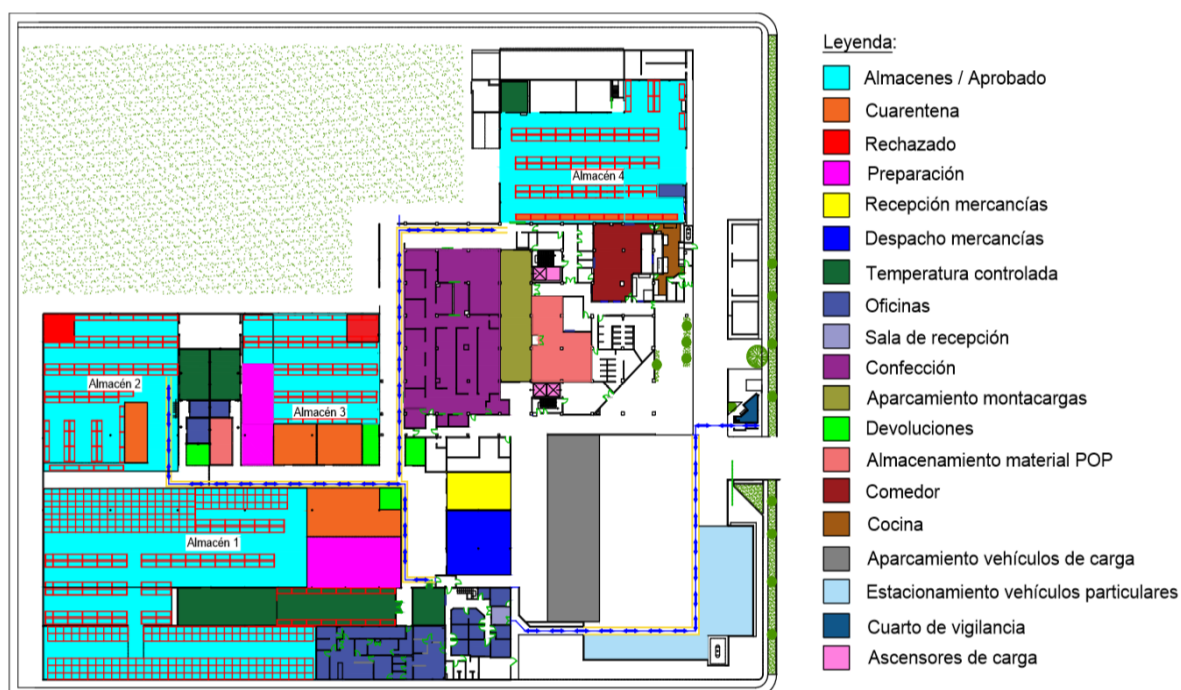 Leyenda:
Almacenes / Aprobado
Cuarentena
Rechazado
Preparación
Recepción mercancías
Despacho mercancías
Temperatura controlada
Oficinas
Sala de recepción
Confección
Aparcamiento montacargas
Devoluciones
Almacenamiento material POP
Comedor
Cocina
Aparcamiento vehículos de carga
Estacionamiento vehículos particulares
Cuarto de vigilancia
Ascensores de carga
Almacén 4
Almacén 2
Almacén 3
Almacén 1